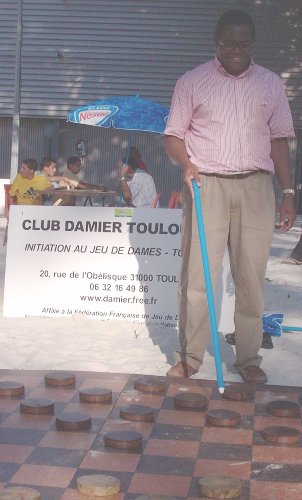 Nestlé
CLUB DAMIER TOULOU
INITIATION AU JEU DE DAMES - TO
20, rue de l'Obélisque 31000 TOUL
06 32 16 49 86
www.damier.free.fr
Affilié à la Fédération Française de Jeu de D